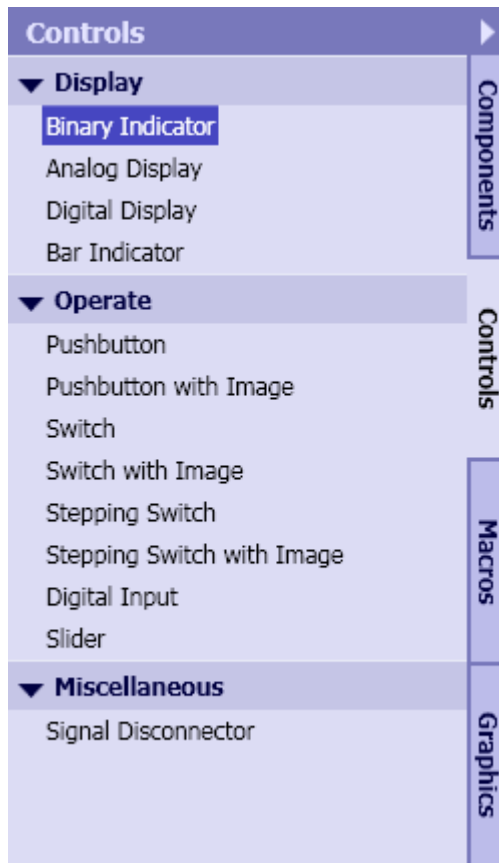 Controls
Display
Binary Indicator
Analog Display
Digital Display
Bar Indicator
Operate
Pushbutton
Pushbutton with Image
Switch
Switch with Image
Stepping Switch
Stepping Switch with Image
Digital Input
Slider
Miscellaneous
Signal Disconnector
Components
Controls
Macros
Graphics